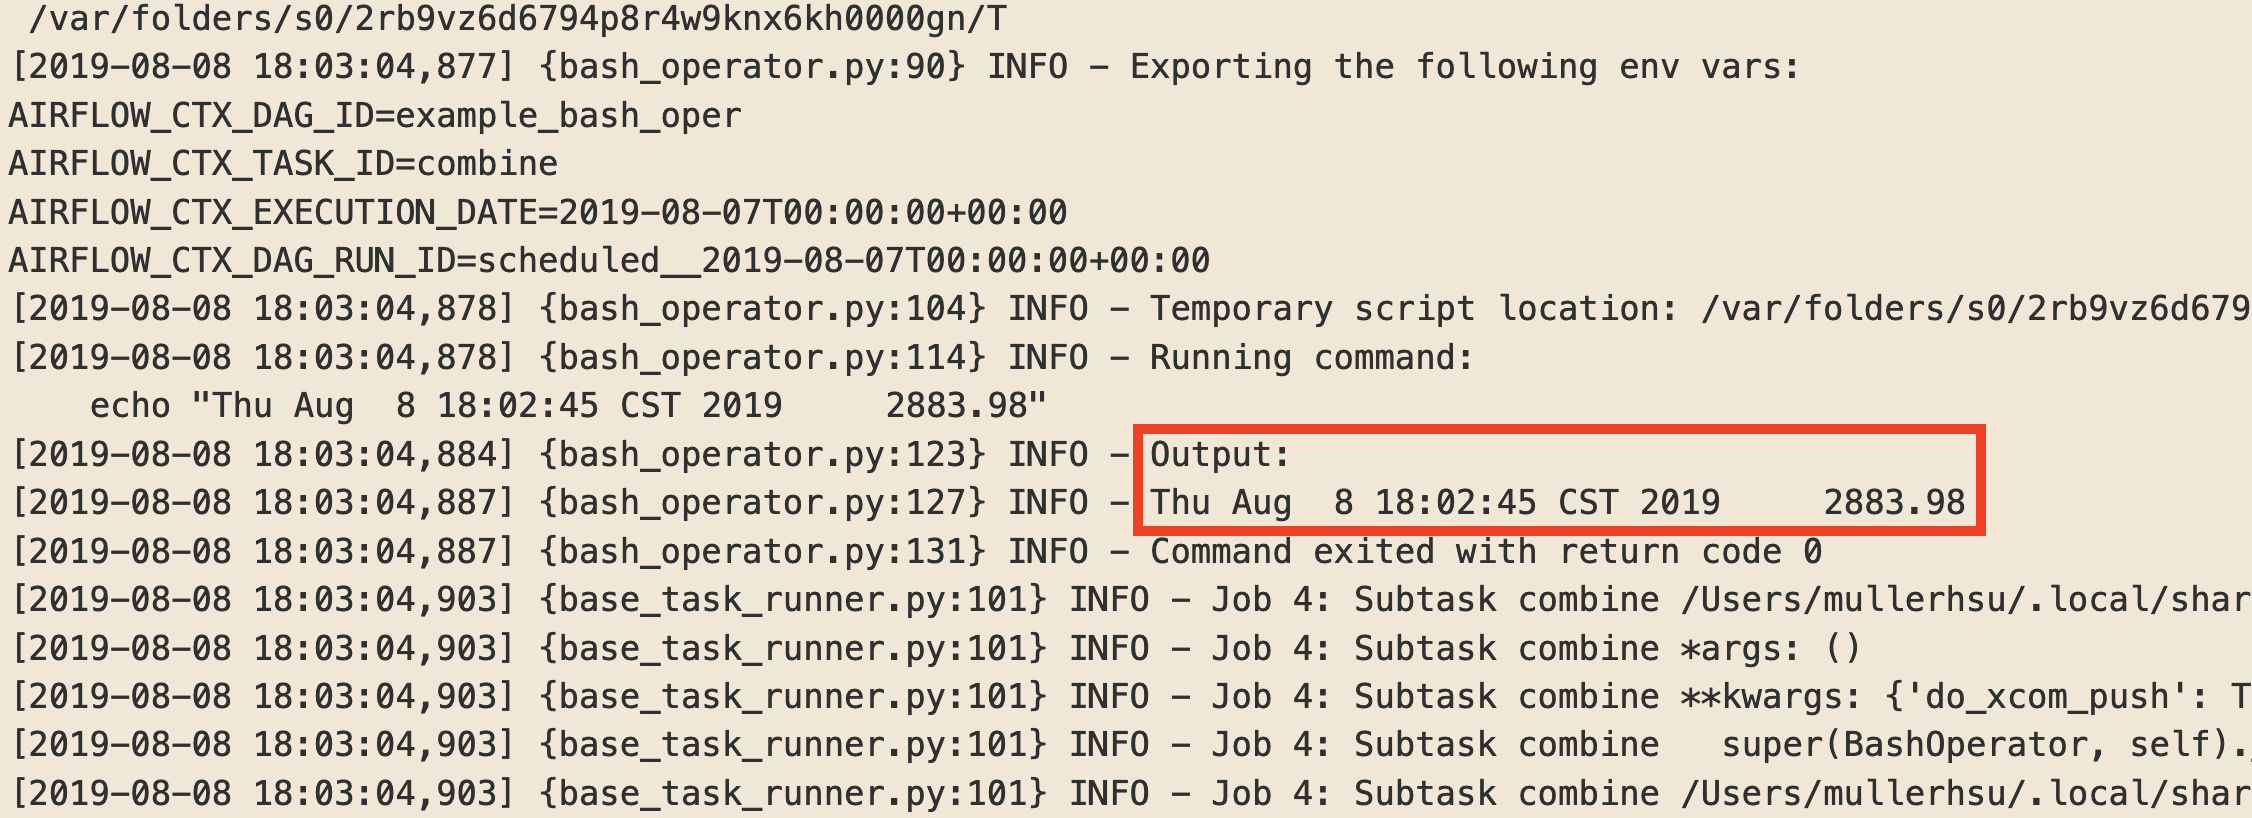 /var/folders/s0/2rb9vz6d6794p8r4w9knx6kh0000gn/T
[2019-08-08 18:03:04,877] {bash_operator.py:90} INFO - Exporting the following env vars:
AIRFLOW_CTX_DAG_ID=example_bash_oper
AIRFLOW_CTX_TASK_ID=combine
AIRFLOW_CTX_EXECUTION_DATE=2019-08-07T00:00:00+00:00
AIRFLOW_CTX_DAG_RUN_ID=scheduled__2019-08-07T00:00:00+00:00
[2019-08-08 18:03:04,878] {bash_operator.py:104} INFO - Temporary script location: /var/folders/s0/2rb9vz6d679
[2019-08-08 18:03:04,878] {bash_operator.py:114} INFO - Running command:
    echo "Thu Aug  8 18:02:45 CST 2019     2883.98"
[2019-08-08 18:03:04,884] {bash_operator.py:123} INFO - Output:
[2019-08-08 18:03:04,887] {bash_operator.py:127} INFO - Thu Aug  8 18:02:45 CST 2019     2883.98
[2019-08-08 18:03:04,887] {bash_operator.py:131} INFO - Command exited with return code 0
[2019-08-08 18:03:04,903] {base_task_runner.py:101} INFO - Job 4: Subtask combine /Users/mullerhsu/.local/shar
[2019-08-08 18:03:04,903] {base_task_runner.py:101} INFO - Job 4: Subtask combine *args: ()
[2019-08-08 18:03:04,903] {base_task_runner.py:101} INFO - Job 4: Subtask combine **kwargs: {'do_xcom_push': T
[2019-08-08 18:03:04,903] {base_task_runner.py:101} INFO - Job 4: Subtask combine   super(BashOperator, self).
[2019-08-08 18:03:04,903] {base_task_runner.py:101} INFO - Job 4: Subtask combine /Users/mullerhsu/.local/shar